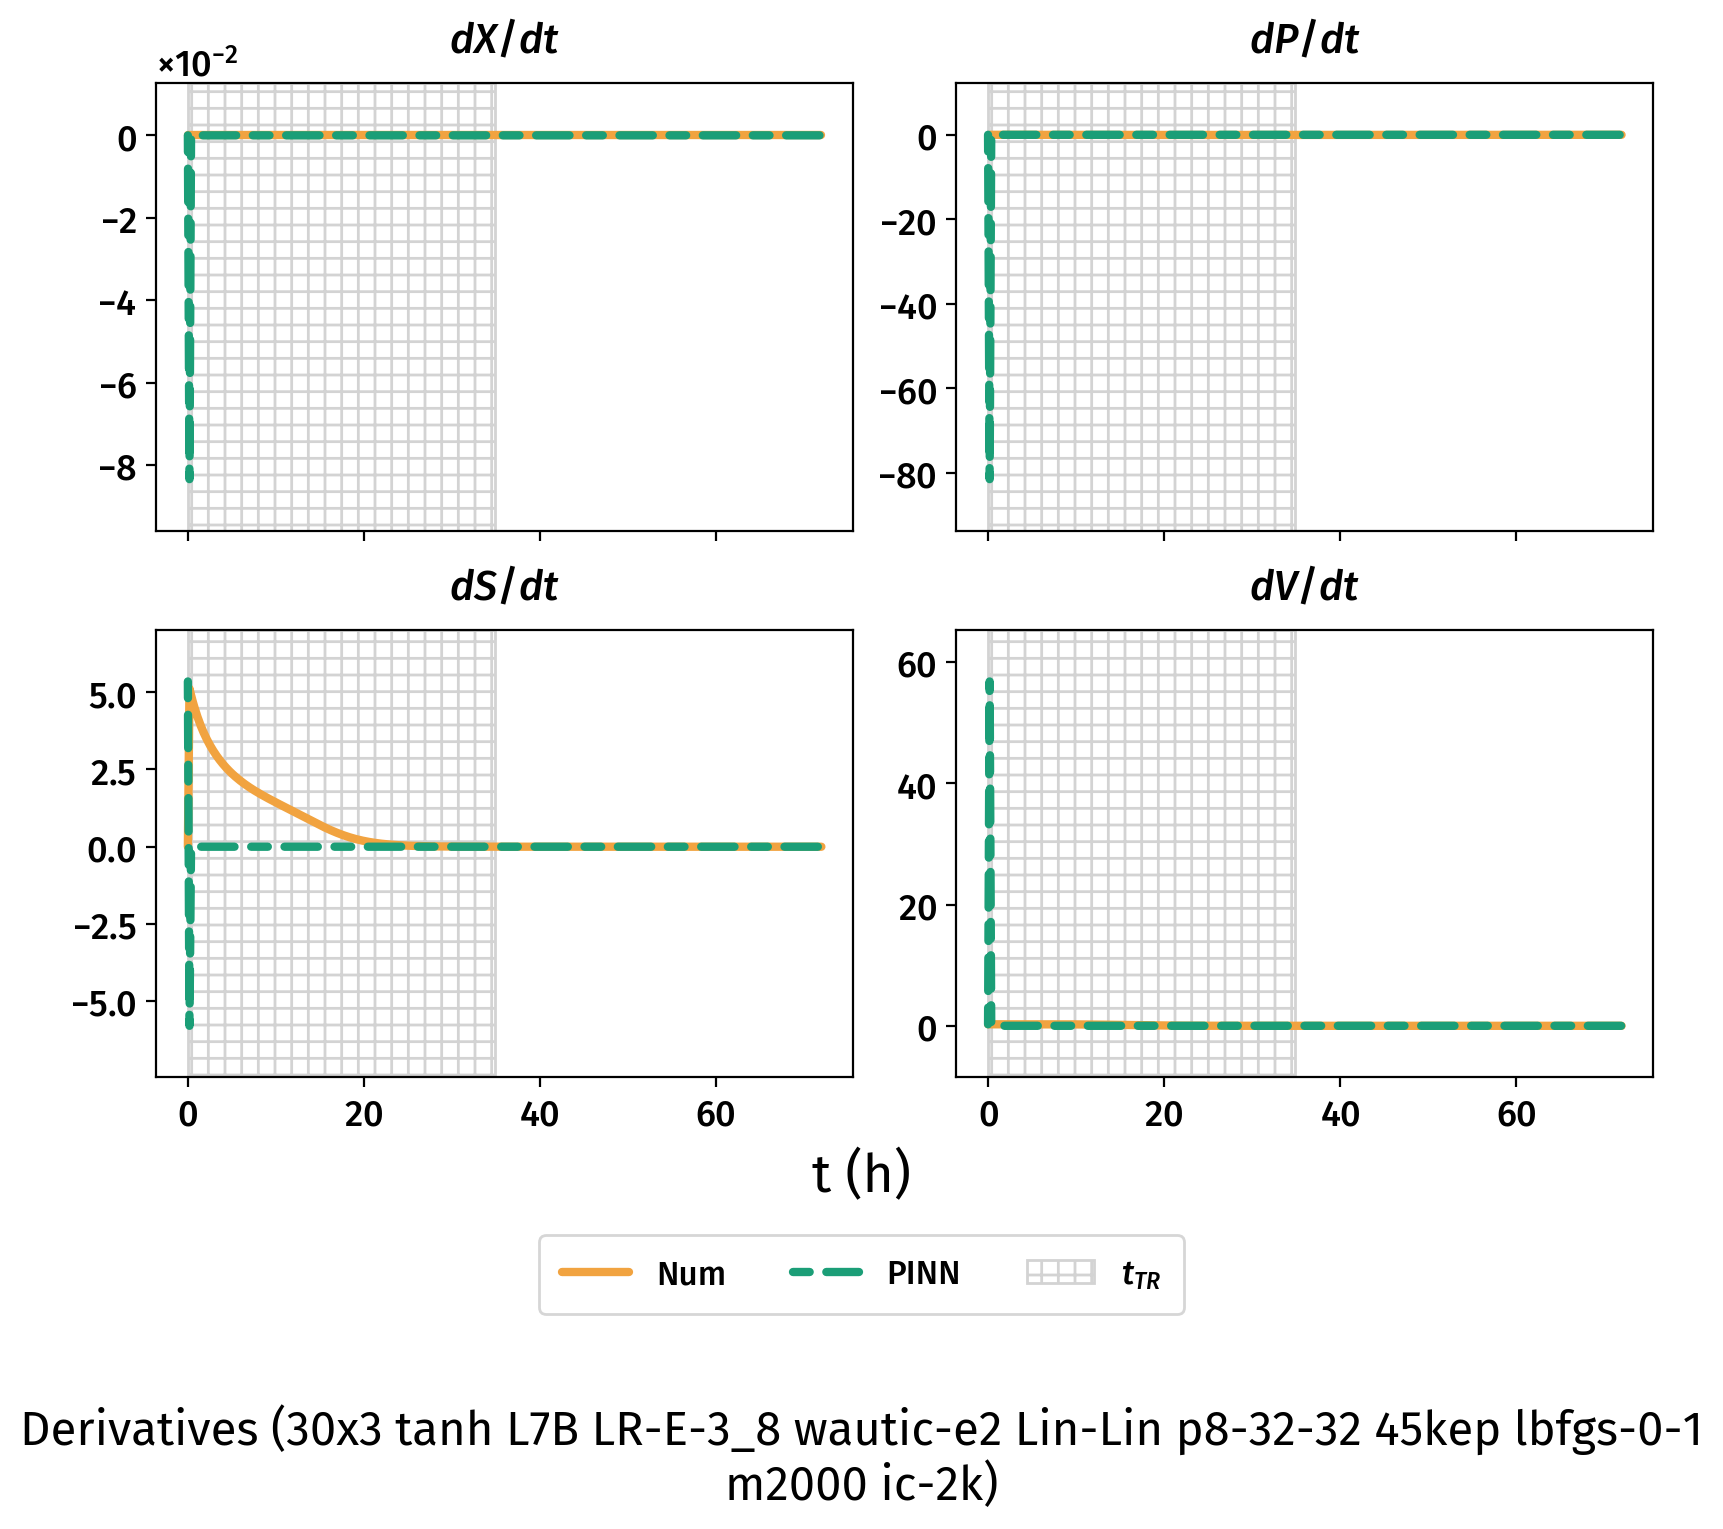 dX/dt
dP/dt
×10⁻²
0
−2
−4
−6
−8
0
−20
−40
−60
−80
dS/dt
dV/dt
5.0
2.5
0.0
−2.5
−5.0
60
40
20
0
0 20 40 60
0 20 40 60
t (h)
Num PINN t_TR
Derivatives (30x3 tanh L7B LR-E-3_8 wautic-e2 Lin-Lin p8-32-32 45kep lbfgs-0-1
m2000 ic-2k)